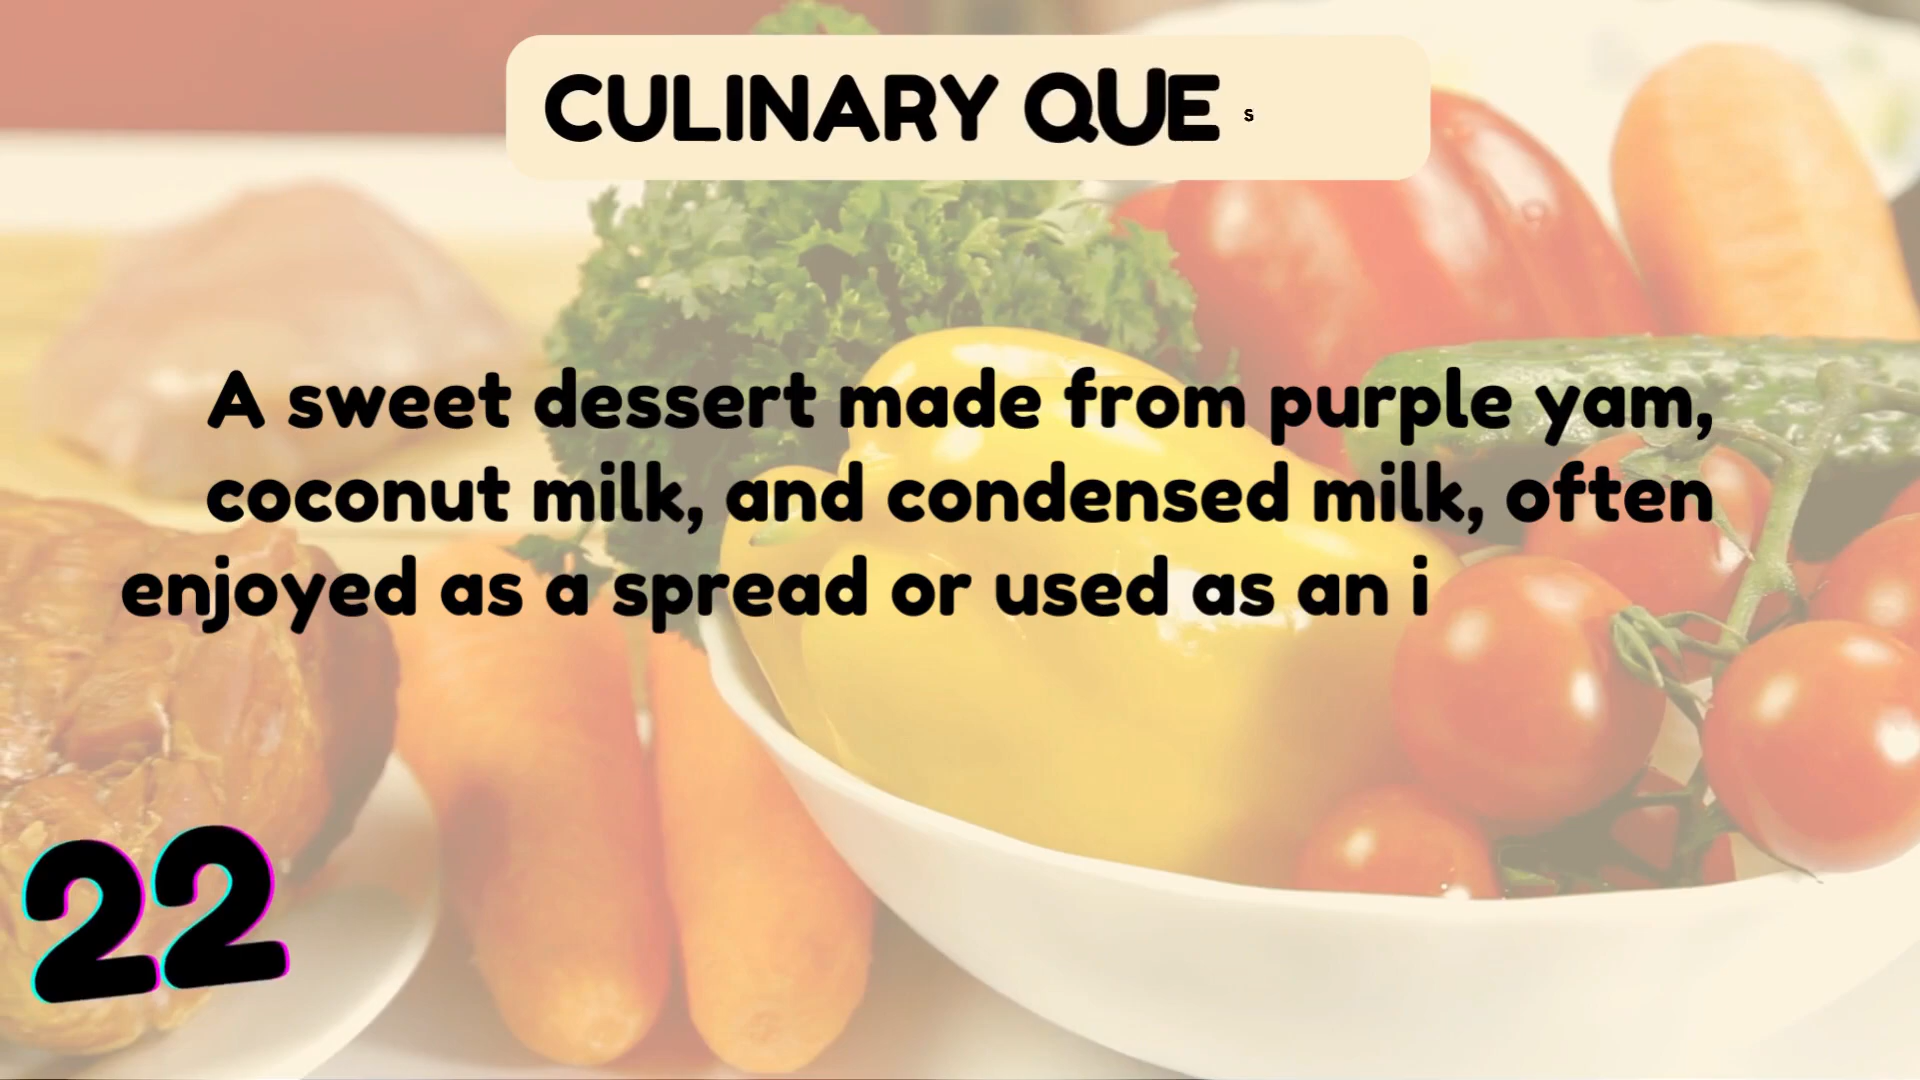 CULINARY QUES
A sweet dessert made from purple yam,
coconut milk, and condensed milk, often
enjoyed as a spread or used as an i
22